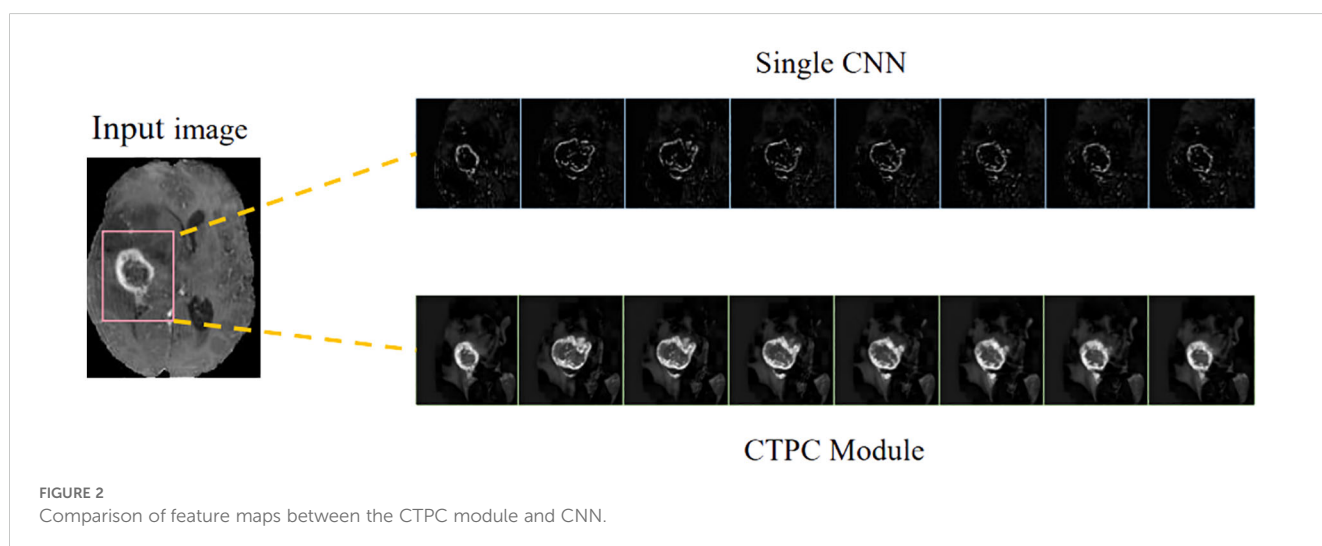 Single CNN
Input image
CTPC Module
FIGURE 2
Comparison of feature maps between the CTPC module and CNN.